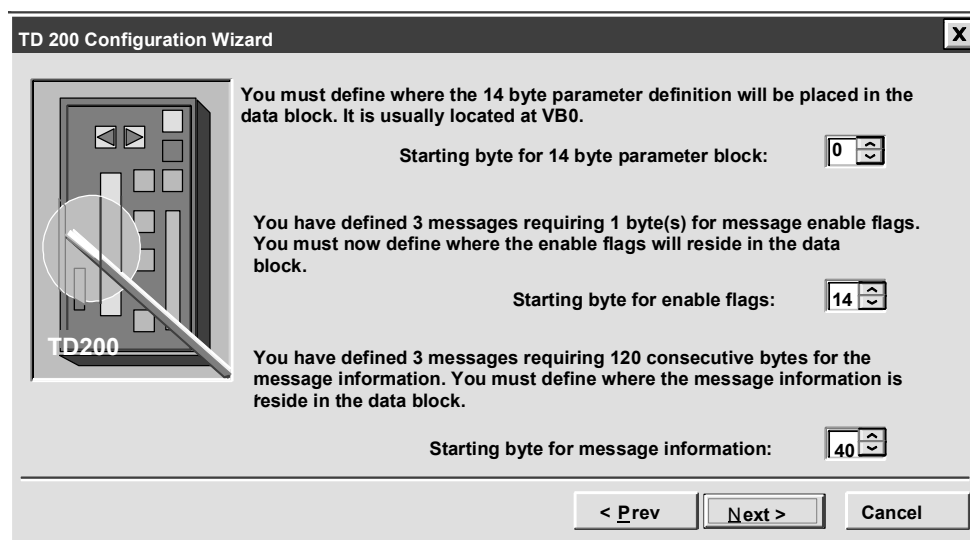 TD 200 Configuration Wizard
X
You must define where the 14 byte parameter definition will be placed in the
data block. It is usually located at VB0.
Starting byte for 14 byte parameter block: 0
You have defined 3 messages requiring 1 byte(s) for message enable flags.
You must now define where the enable flags will reside in the data
block.
Starting byte for enable flags: 14
TD200
You have defined 3 messages requiring 120 consecutive bytes for the
message information. You must define where the message information is
reside in the data block.
Starting byte for message information: 40
< Prev Next > Cancel